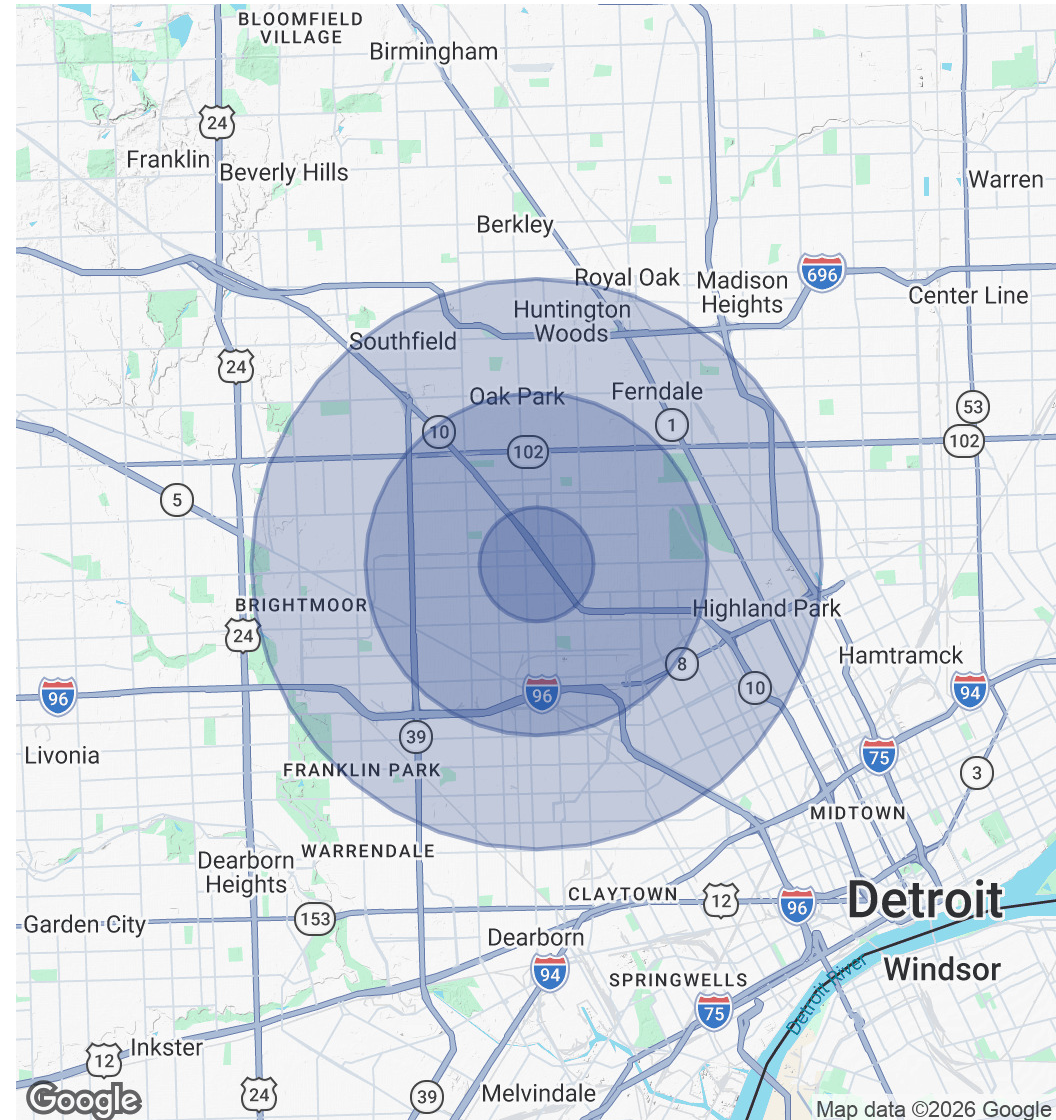 BLOOMFIELD
VILLAGE
Birmingham
24
Franklin
Beverly Hills
Warren
Berkley
Royal Oak
Madison
Heights
696
Center Line
Huntington
Woods
Southfield
24
Oak Park
Ferndale
53
10
1
102
102
5
BRIGHTMOOR
Highland Park
24
Hamtramck
8
96
96
10
94
39
Livonia
75
FRANKLIN PARK
3
MIDTOWN
WARRENDALE
Dearborn
Heights
CLAYTOWN
12
96
Detroit
Garden City
153
Dearborn
94
SPRINGWELLS
Windsor
Detroit River
75
Inkster
12
24
39
Melvindale
Google
Map data ©2026 Google